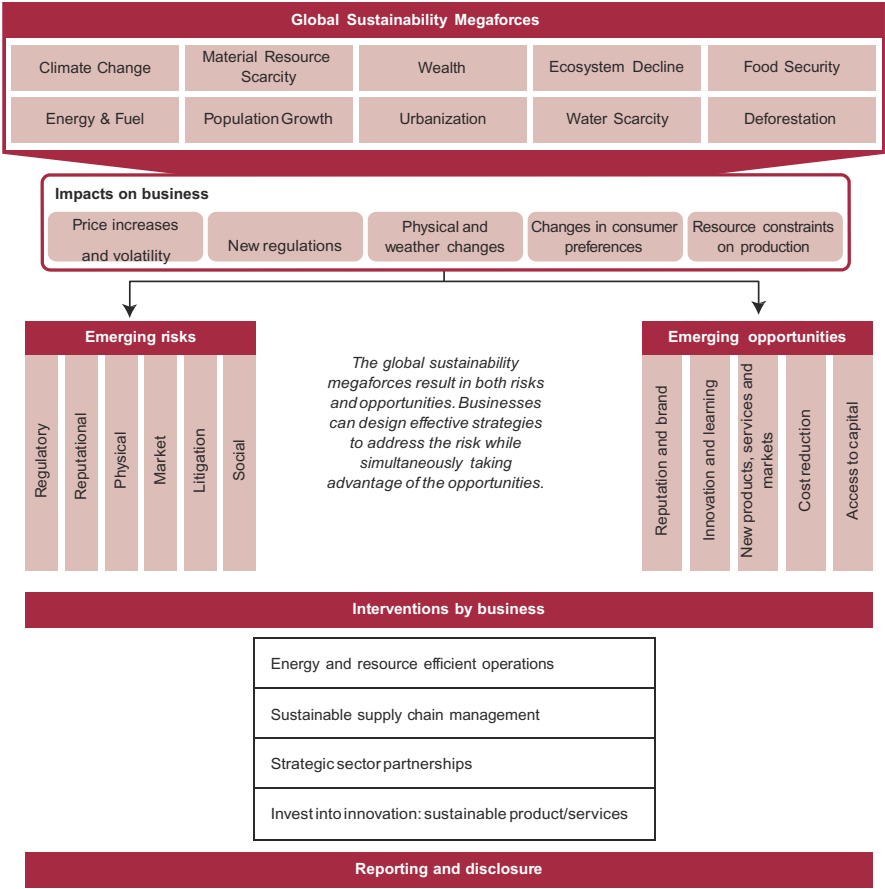 Global Sustainability Megaforces
Climate Change
Material Resource
Scarcity
Wealth
Ecosystem Decline
Food Security
Energy & Fuel
Population Growth
Urbanization
Water Scarcity
Deforestation
Impacts on business
Price increases
and volatility
New regulations
Physical and
weather changes
Changes in consumer
preferences
Resource constraints
on production
Emerging risks
Regulatory
Reputational
Physical
Market
Litigation
Social
The global sustainability
megaforces result in both risks
and opportunities. Businesses
can design effective strategies
to address the risk while
simultaneously taking
advantage of the opportunities.
Emerging opportunities
Reputation and brand
Innovation and learning
New products, services and
markets
Cost reduction
Access to capital
Interventions by business
Energy and resource efficient operations
Sustainable supply chain management
Strategic sector partnerships
Invest into innovation: sustainable product/services
Reporting and disclosure